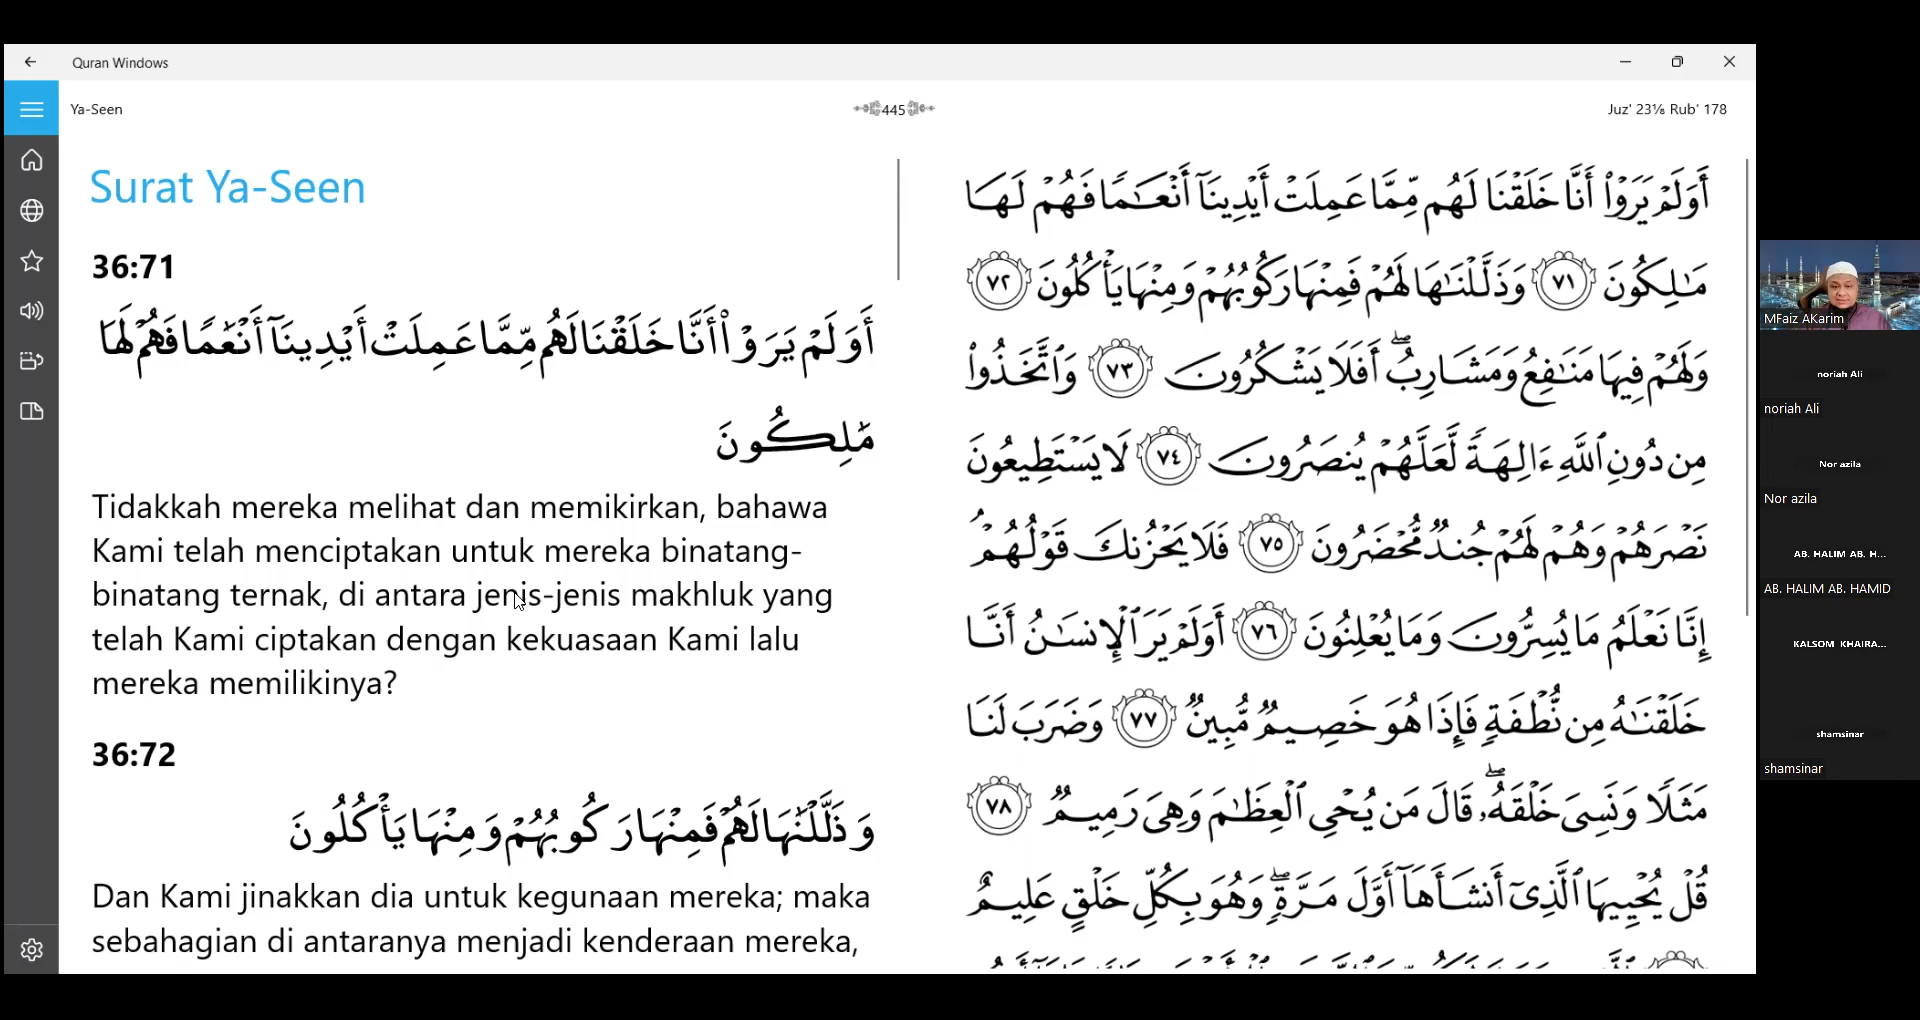 Quran Windows
Ya-Seen
445
Juz' 23⅛ Rub' 178
Surat Ya-Seen
36:71
أَوَلَمْ يَرَوْا۟ أَنَّا خَلَقْنَا لَهُم مِّمَّا عَمِلَتْ أَيْدِينَآ أَنْعَٰمًا فَهُمْ لَهَا
مَٰلِكُونَ
Tidakkah mereka melihat dan memikirkan, bahawa
Kami telah menciptakan untuk mereka binatang-
binatang ternak, di antara jenis-jenis makhluk yang
telah Kami ciptakan dengan kekuasaan Kami lalu
mereka memilikinya?
36:72
وَذَلَّلْنَٰهَا لَهُمْ فَمِنْهَا رَكُوبُهُمْ وَمِنْهَا يَأْكُلُونَ
Dan Kami jinakkan dia untuk kegunaan mereka; maka
sebahagian di antaranya menjadi kenderaan mereka,
أَوَلَمْ يَرَوْا۟ أَنَّا خَلَقْنَا لَهُم مِّمَّا عَمِلَتْ أَيْدِينَآ أَنْعَٰمًا فَهُمْ لَهَا
مَٰلِكُونَ ٧١ وَذَلَّلْنَٰهَا لَهُمْ فَمِنْهَا رَكُوبُهُمْ وَمِنْهَا يَأْكُلُونَ ٧٢
وَلَهُمْ فِيهَا مَنَٰفِعُ وَمَشَارِبُ ۖ أَفَلَا يَشْكُرُونَ ٧٣ وَٱتَّخَذُوا۟
مِن دُونِ ٱللَّهِ ءَالِهَةً لَّعَلَّهُمْ يُنصَرُونَ ٧٤ لَا يَسْتَطِيعُونَ
نَصْرَهُمْ وَهُمْ لَهُمْ جُندٌ مُّحْضَرُونَ ٧٥ فَلَا يَحْزُنكَ قَوْلُهُمْ ۘ
إِنَّا نَعْلَمُ مَا يُسِرُّونَ وَمَا يُعْلِنُونَ ٧٦ أَوَلَمْ يَرَ ٱلْإِنسَٰنُ أَنَّا
خَلَقْنَٰهُ مِن نُّطْفَةٍ فَإِذَا هُوَ خَصِيمٌ مُّبِينٌ ٧٧ وَضَرَبَ لَنَا
مَثَلًا وَنَسِىَ خَلْقَهُۥ ۖ قَالَ مَن يُحْىِ ٱلْعِظَٰمَ وَهِىَ رَمِيمٌ ٧٨
قُلْ يُحْيِيهَا ٱلَّذِىٓ أَنشَأَهَآ أَوَّلَ مَرَّةٍ ۖ وَهُوَ بِكُلِّ خَلْقٍ عَلِيمٌ
MFaiz AKarim
noriah Ali
noriah Ali
Nor azila
Nor azila
AB. HALIM AB. H...
AB. HALIM AB. HAMID
KALSOM KHAIRA...
shamsinar
shamsinar